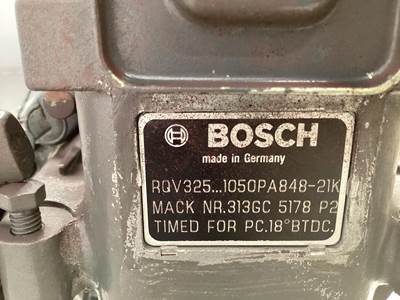 BOSCH
made in Germany
RQV325...1050PA848-21K
MACK NR.313GC 5178 P2
TIMED FOR PC.18°BTDC.